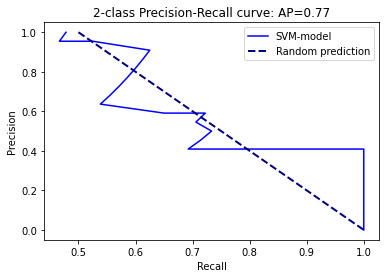 2-class Precision-Recall curve: AP=0.77
SVM-model
Random prediction
Precision
1.0
0.8
0.6
0.4
0.2
0.0
0.5
0.6
0.7
0.8
0.9
1.0
Recall